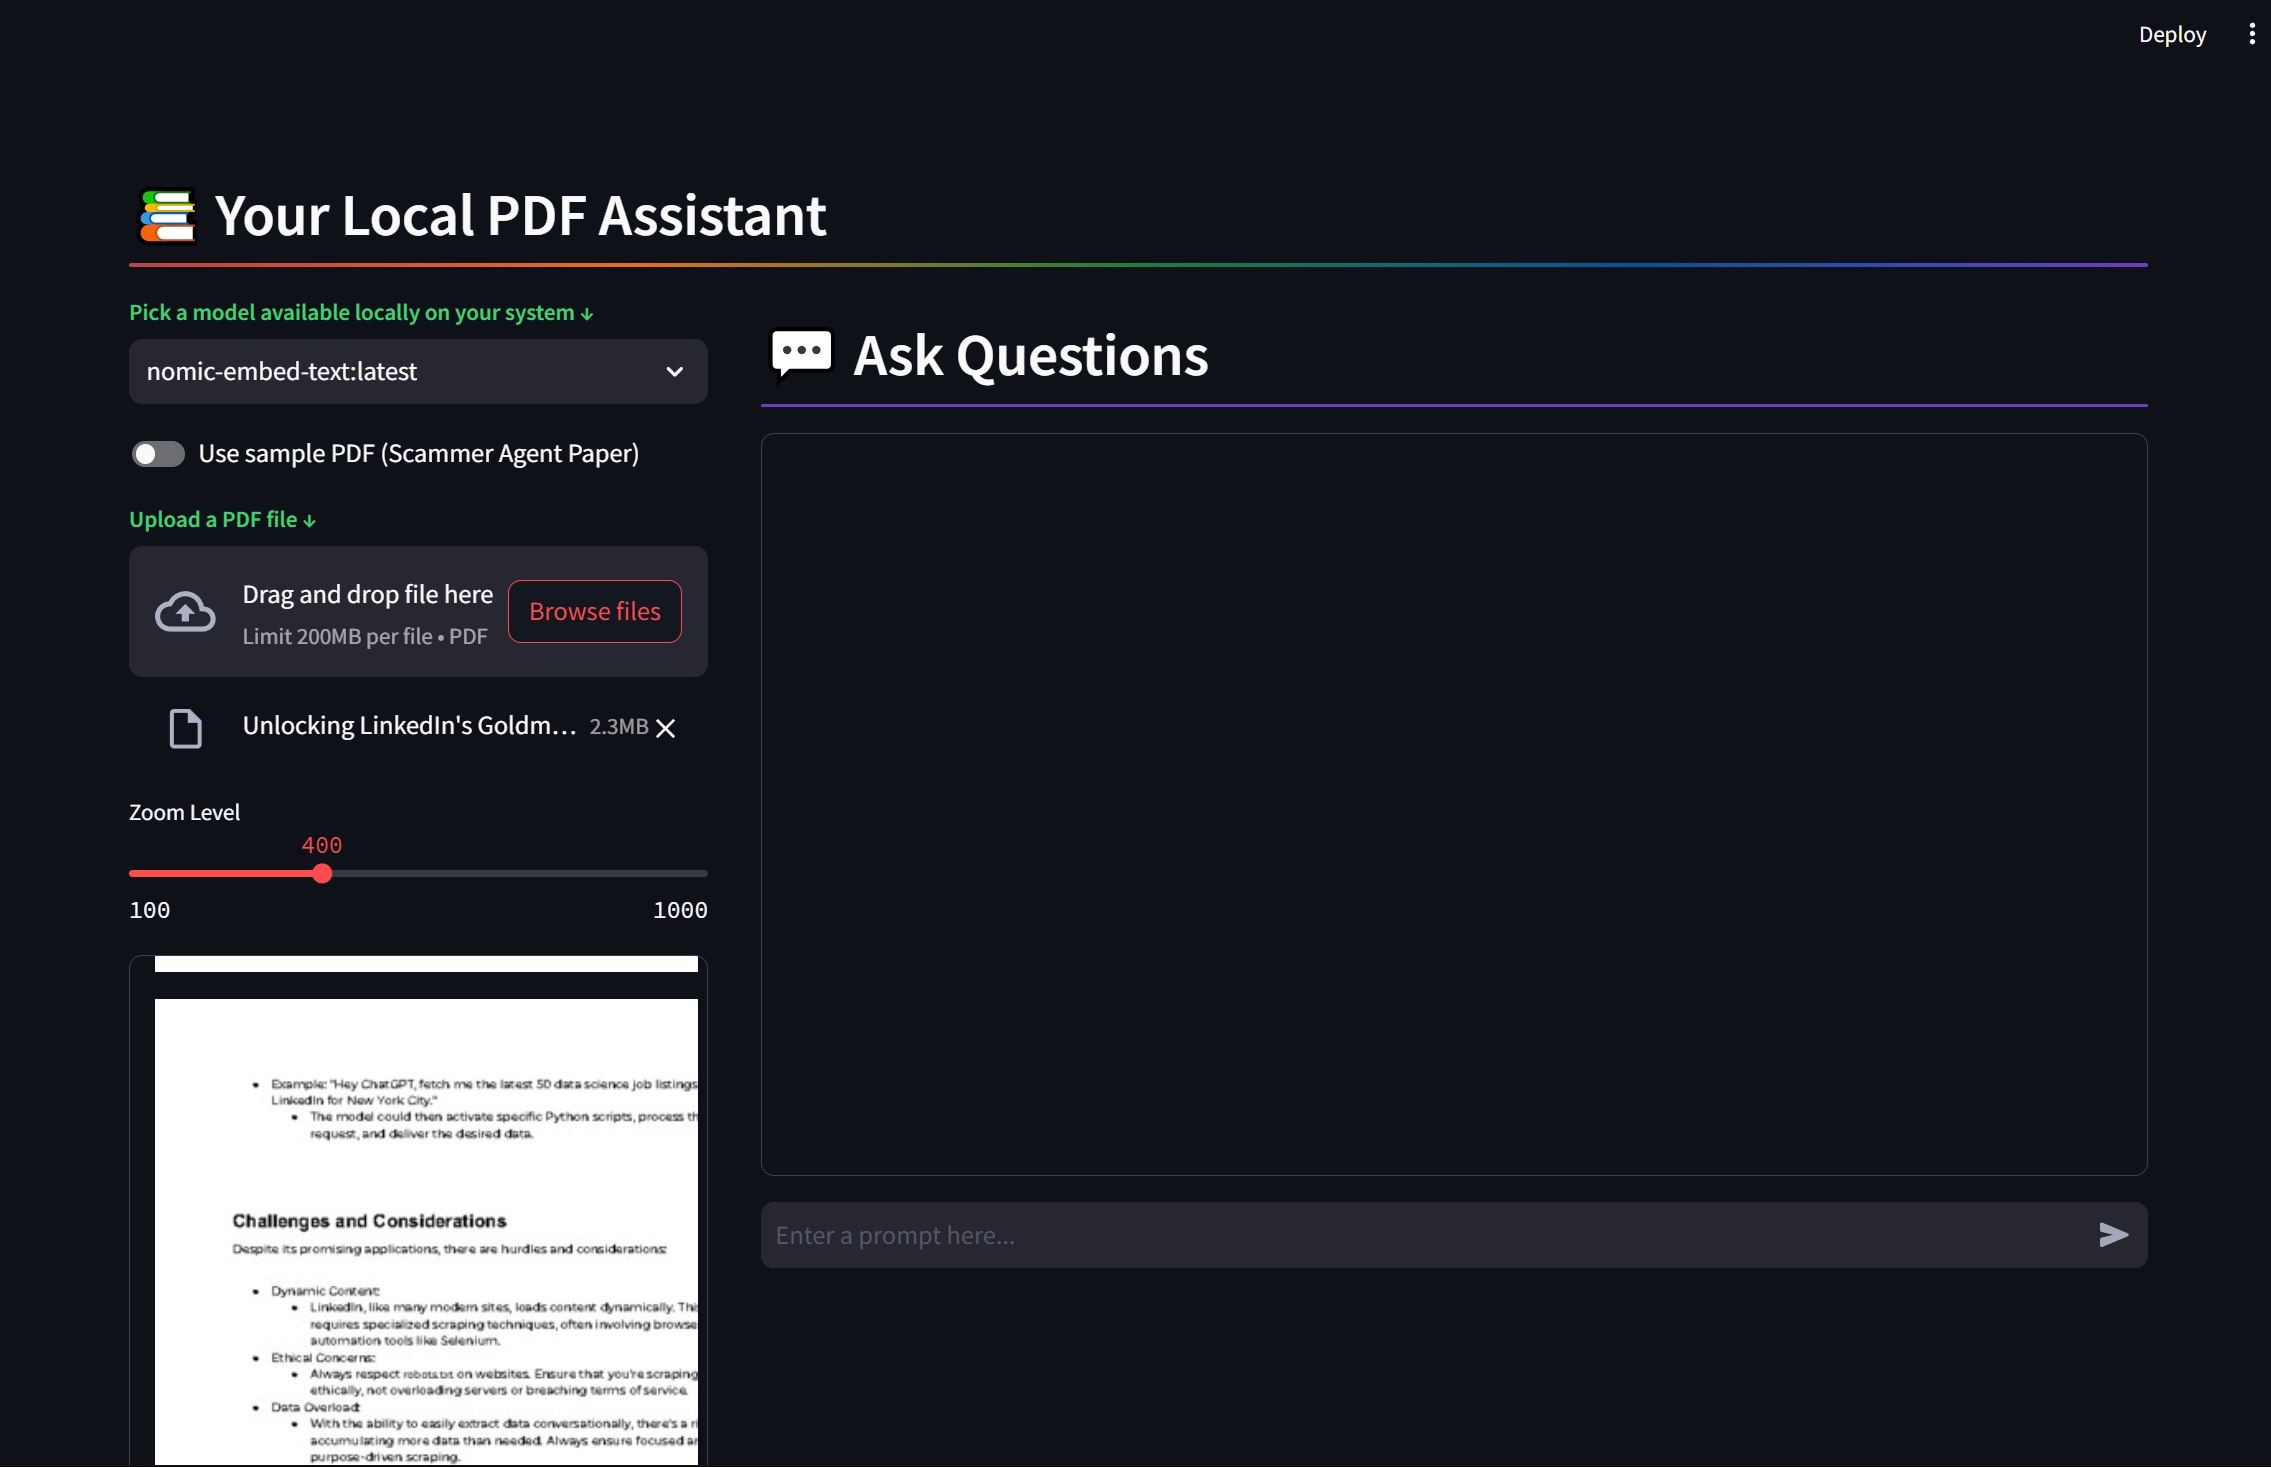 Deploy
Your Local PDF Assistant
Pick a model available locally on your system ↓
nomic-embed-text:latest
Use sample PDF (Scammer Agent Paper)
Upload a PDF file ↓
Drag and drop file here
Limit 200MB per file • PDF
Browse files
Unlocking LinkedIn's Goldm... 2.3MB
Zoom Level
400
100
1000
• Example: "Hey ChatGPT, fetch me the latest 50 data science job listings
LinkedIn for New York City."
• The model could then activate specific Python scripts, process th
request, and deliver the desired data.
Challenges and Considerations
Despite its promising applications, there are hurdles and considerations:
• Dynamic Content:
• LinkedIn, like many modern sites, loads content dynamically. This
requires specialized scraping techniques, often involving browse
automation tools like Selenium.
• Ethical Concerns:
• Always respect robots.txt on websites. Ensure that you're scraping
ethically, not overloading servers or breaching terms of service.
• Data Overload:
• With the ability to easily extract data conversationally, there's a ri
accumulating more data than needed. Always ensure focused ar
purpose-driven scraping.
Ask Questions
Enter a prompt here...